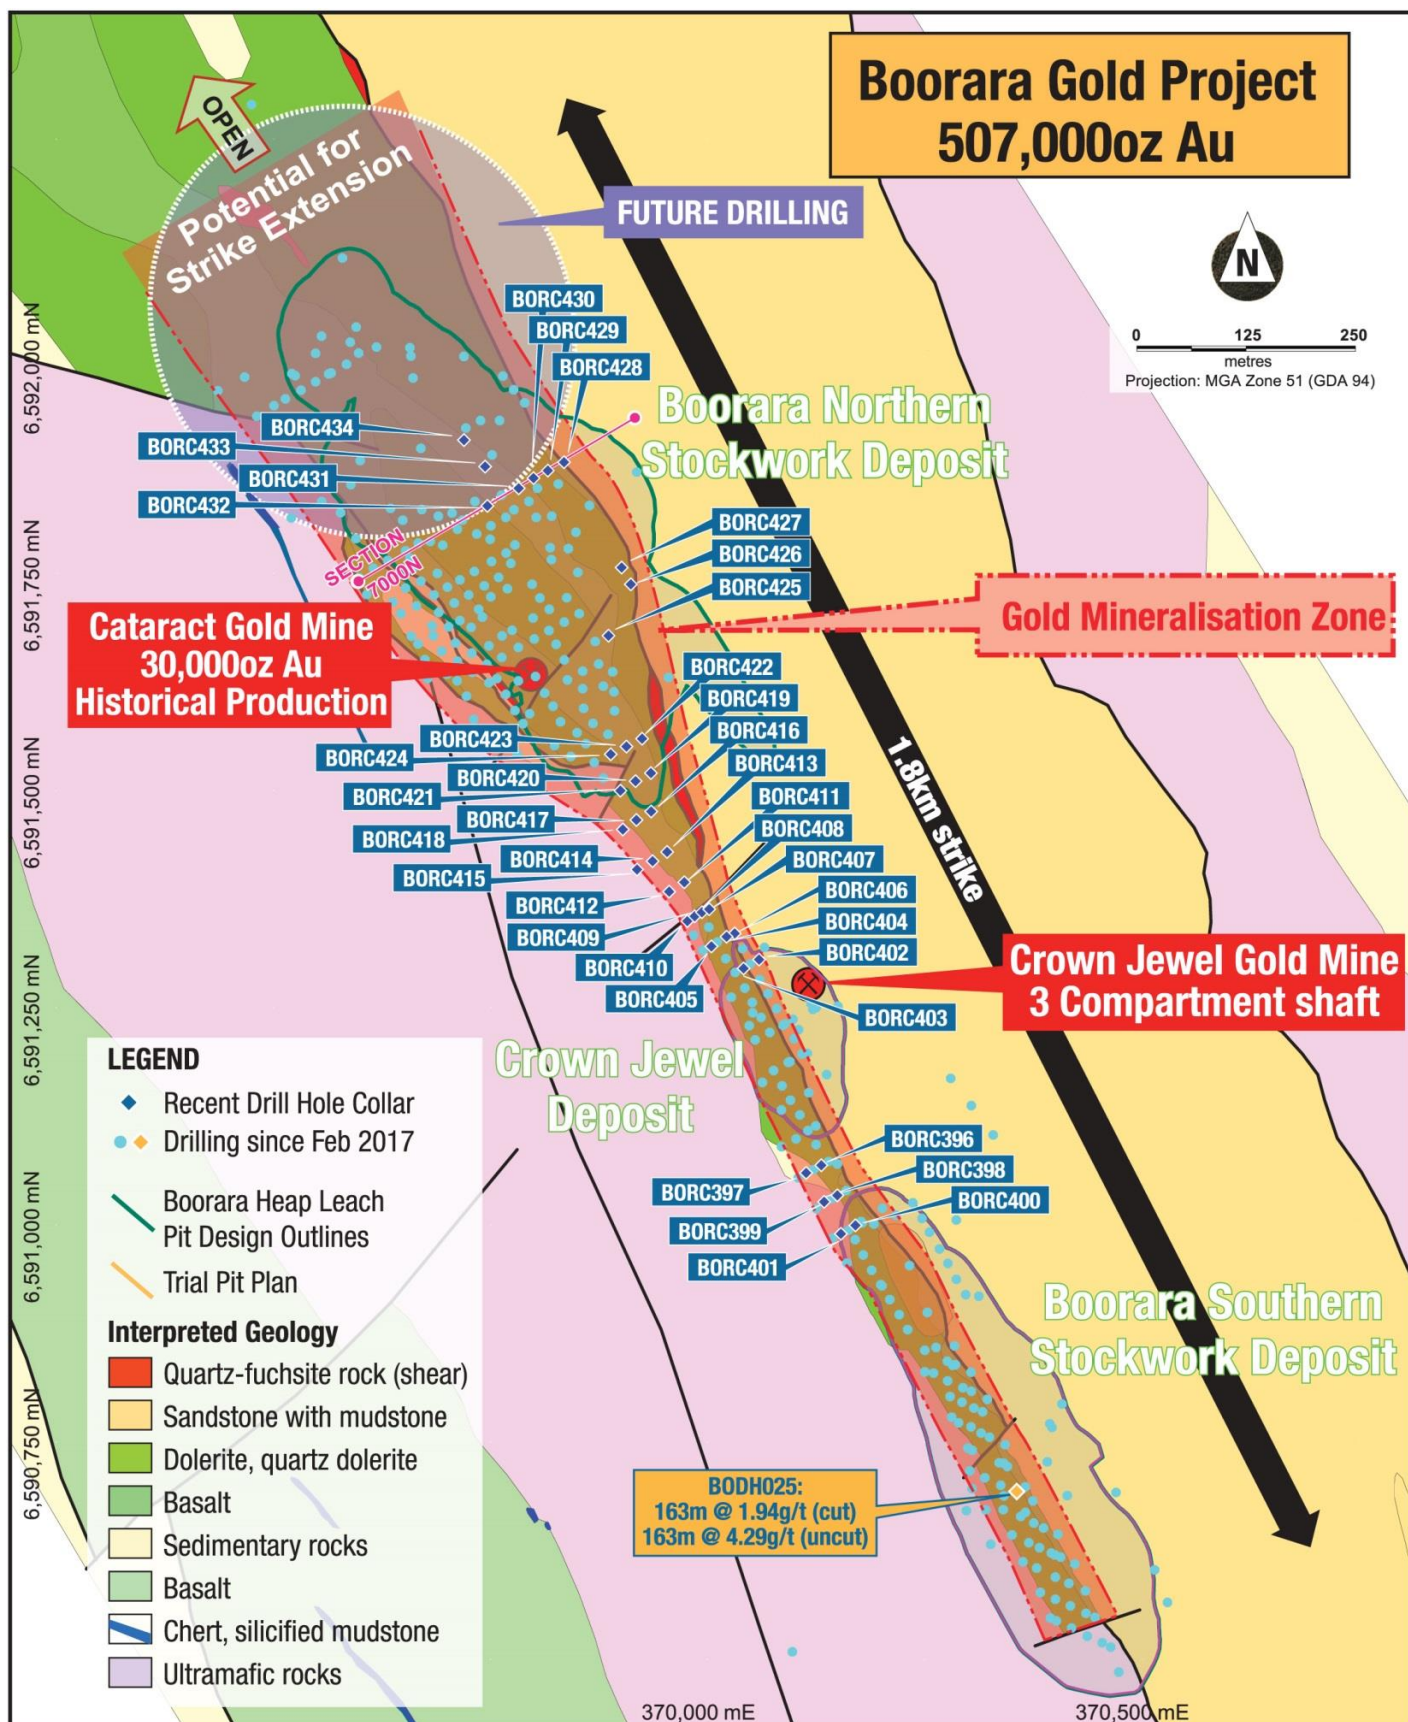 Boorara Gold Project
507,000oz Au
OPEN
Potential for
Strike Extension
FUTURE DRILLING
N
0 125 250
metres
Projection: MGA Zone 51 (GDA 94)
6,592,000 mN
6,591,750 mN
6,591,500 mN
6,591,250 mN
6,591,000 mN
6,590,750 mN
BORC430
BORC429
BORC428
Boorara Northern
Stockwork Deposit
BORC434
BORC433
BORC431
BORC432
SECTION
7000N
BORC427
BORC426
BORC425
Gold Mineralisation Zone
Cataract Gold Mine
30,000oz Au
Historical Production
BORC422
BORC419
BORC416
BORC413
BORC411
BORC408
BORC407
BORC406
BORC404
BORC402
BORC423
BORC424
BORC420
BORC421
BORC417
BORC418
BORC414
BORC415
BORC412
BORC409
BORC410
BORC405
BORC403
1.8km strike
Crown Jewel Gold Mine
3 Compartment shaft
Crown Jewel
Deposit
BORC396
BORC398
BORC400
BORC397
BORC399
BORC401
Boorara Southern
Stockwork Deposit
BODH025:
163m @ 1.94g/t (cut)
163m @ 4.29g/t (uncut)
LEGEND
Recent Drill Hole Collar
Drilling since Feb 2017
Boorara Heap Leach
Pit Design Outlines
Trial Pit Plan
Interpreted Geology
Quartz-fuchsite rock (shear)
Sandstone with mudstone
Dolerite, quartz dolerite
Basalt
Sedimentary rocks
Basalt
Chert, silicified mudstone
Ultramafic rocks
370,000 mE
370,500 mE